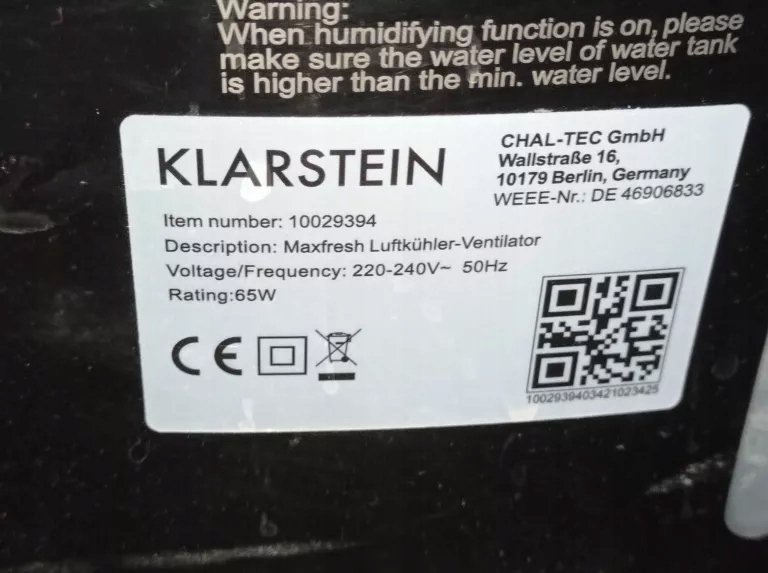 Warning:
When humidifying function is on, please
make sure the water level of water tank
is higher than the min. water level.
KLARSTEIN
CHAL-TEC GmbH
Wallstraße 16,
10179 Berlin, Germany
WEEE-Nr.: DE 46906833
Item number: 10029394
Description: Maxfresh Luftkühler-Ventilator
Voltage/Frequency: 220-240V~ 50Hz
Rating:65W
CE
1002939403421023425